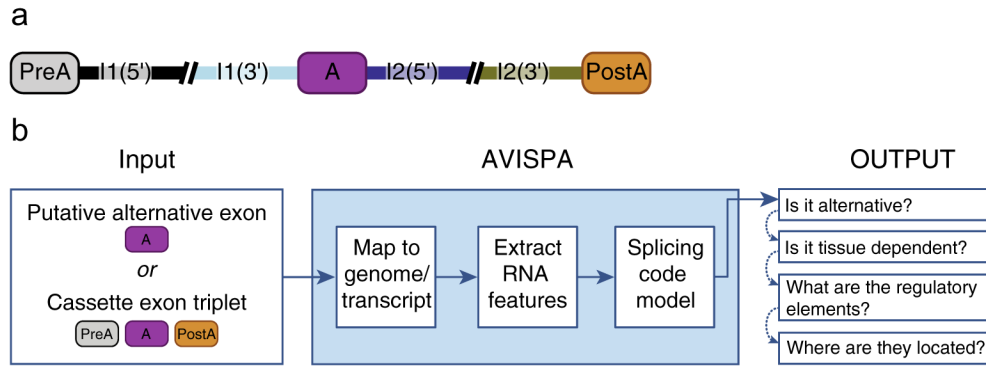 a
PreA I1(5') I1(3') A I2(5') I2(3') PostA
b
Input
AVISPA
OUTPUT
Putative alternative exon
A
or
Cassette exon triplet
PreA A PostA
Map to
genome/
transcript
Extract
RNA
features
Splicing
code
model
Is it alternative?
Is it tissue dependent?
What are the regulatory
elements?
Where are they located?